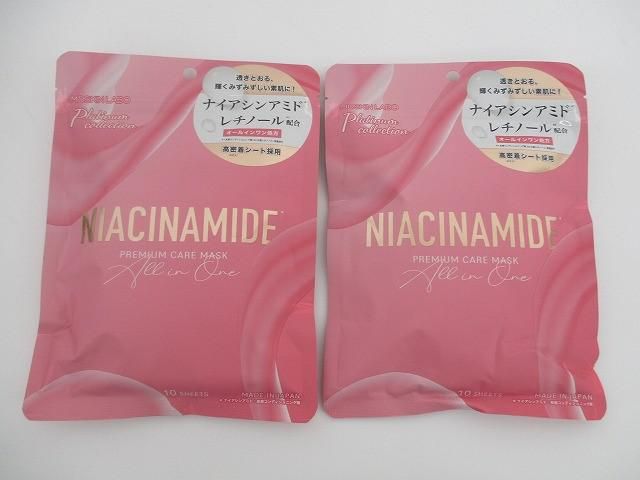 MOSKIN LABO
Platinum
collection
透きとおる、
輝くみずみずしい素肌に!
ナイアシンアミド
レチノール 配合
オールインワン処方
高密着シート採用
NIACINAMIDE
PREMIUM CARE MASK
All in One
10 SHEETS
MADE IN JAPAN
MOSKIN LABO
Platinum
collection
透きとおる、
輝くみずみずしい素肌に!
ナイアシンアミド
レチノール 配合
オールインワン処方
高密着シート採用
NIACINAMIDE
PREMIUM CARE MASK
All in One
10 SHEETS
MADE IN JAPAN